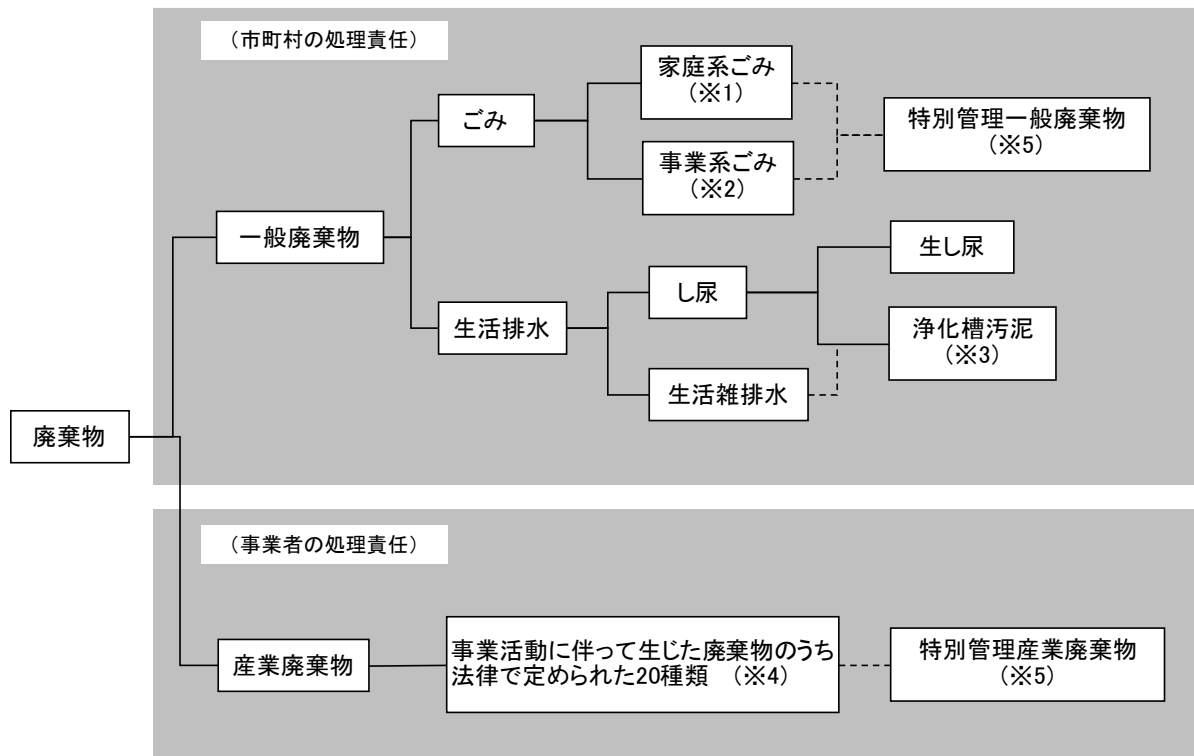 （市町村の処理責任）
家庭系ごみ
（※1）
ごみ
特別管理一般廃棄物
（※5）
事業系ごみ
（※2）
一般廃棄物
生し尿
し尿
生活排水
浄化槽汚泥
（※3）
生活雑排水
廃棄物
（事業者の処理責任）
産業廃棄物
事業活動に伴って生じた廃棄物のうち
法律で定められた20種類　（※4）
特別管理産業廃棄物
（※5）